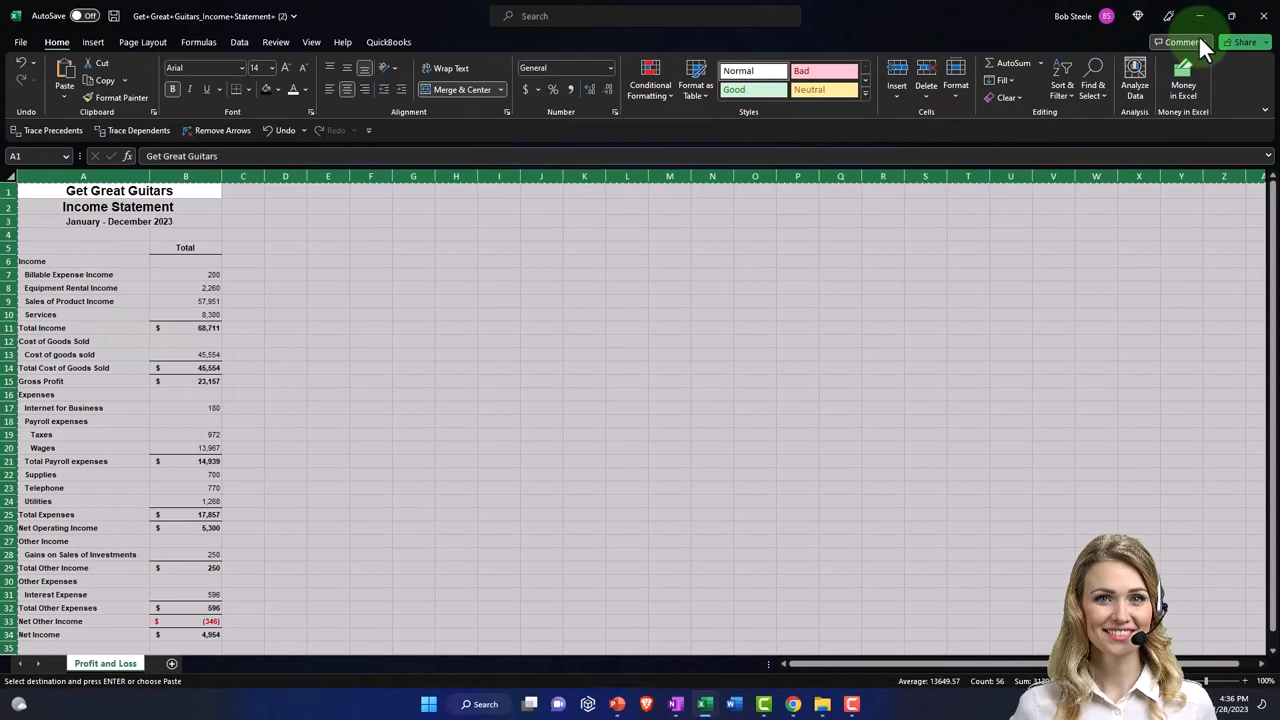 AutoSave Off Get+Great+Guitars_Income+Statement+ (2) Search Bob Steele BS
File Home Insert Page Layout Formulas Data Review View Help QuickBooks Share
Paste Cut Copy Format Painter Arial 14 B I U A Wrap Text Merge & Center General $ % Conditional Formatting Format as Table Normal Bad Good Neutral Insert Delete Format AutoSum Clear Sort & Filter Find & Select Analyze Data Money in Excel
Undo Clipboard Font Alignment Number Styles Cells Editing Analysis Money in Excel
Trace Precedents Trace Dependents Remove Arrows Undo Redo
A1 fx Get Great Guitars
A B C D E F G H I J K L M N O P Q R S T U V W X Y Z
1 Get Great Guitars
2 Income Statement
3 January - December 2023
4
5 Total
6 Income
7 Billable Expense Income 200
8 Equipment Rental Income 2,260
9 Sales of Product Income 57,951
10 Services 8,300
11 Total Income $ 68,711
12 Cost of Goods Sold
13 Cost of goods sold 45,554
14 Total Cost of Goods Sold $ 45,554
15 Gross Profit $ 23,157
16 Expenses
17 Internet for Business 180
18 Payroll expenses
19 Taxes 972
20 Wages 13,967
21 Total Payroll expenses $ 14,939
22 Supplies 700
23 Telephone 770
24 Utilities 1,268
25 Total Expenses $ 17,857
26 Net Operating Income $ 5,300
27 Other Income
28 Gains on Sales of Investments 250
29 Total Other Income $ 250
30 Other Expenses
31 Interest Expense 596
32 Total Other Expenses $ 596
33 Net Other Income $ (346)
34 Net Income $ 4,954
35
Profit and Loss
Select destination and press ENTER or choose Paste Average: 13649.57 Count: 56 Sum: 100%
Search 4:36 PM